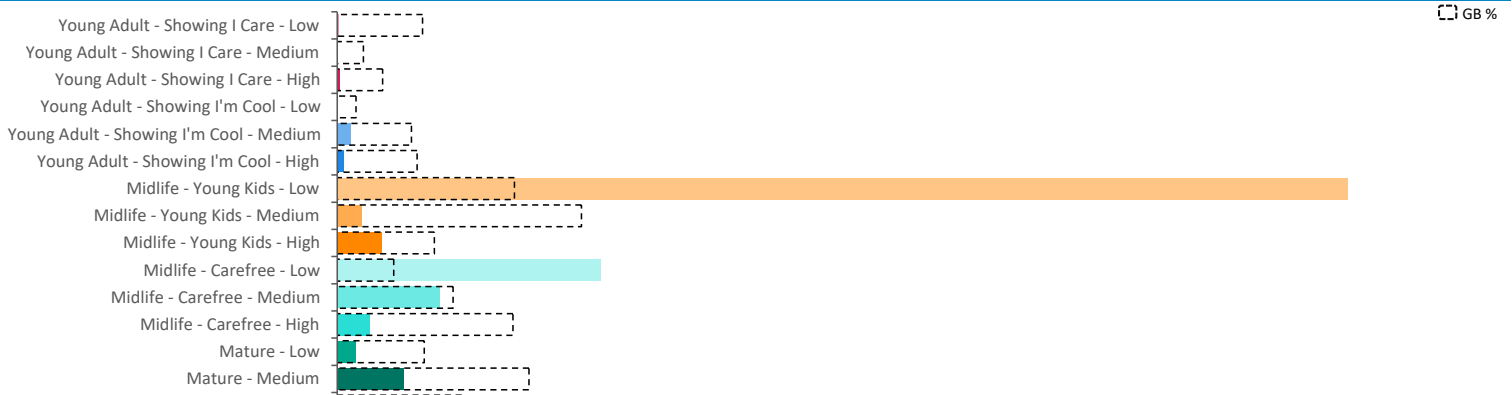 GB %
Young Adult - Showing I Care - Low
Young Adult - Showing I Care - Medium
Young Adult - Showing I Care - High
Young Adult - Showing I'm Cool - Low
Young Adult - Showing I'm Cool - Medium
Young Adult - Showing I'm Cool - High
Midlife - Young Kids - Low
Midlife - Young Kids - Medium
Midlife - Young Kids - High
Midlife - Carefree - Low
Midlife - Carefree - Medium
Midlife - Carefree - High
Mature - Low
Mature - Medium